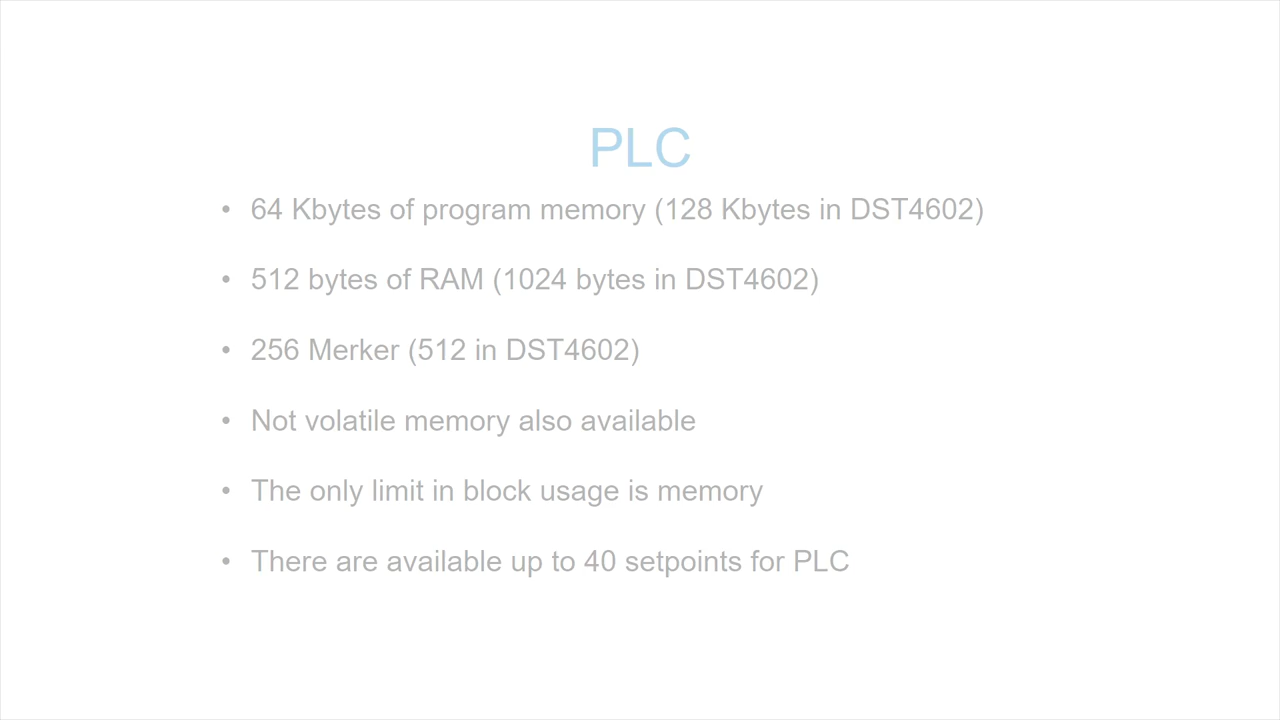 PLC
• 64 Kbytes of program memory (128 Kbytes in DST4602)
• 512 bytes of RAM (1024 bytes in DST4602)
• 256 Merker (512 in DST4602)
• Not volatile memory also available
• The only limit in block usage is memory
• There are available up to 40 setpoints for PLC